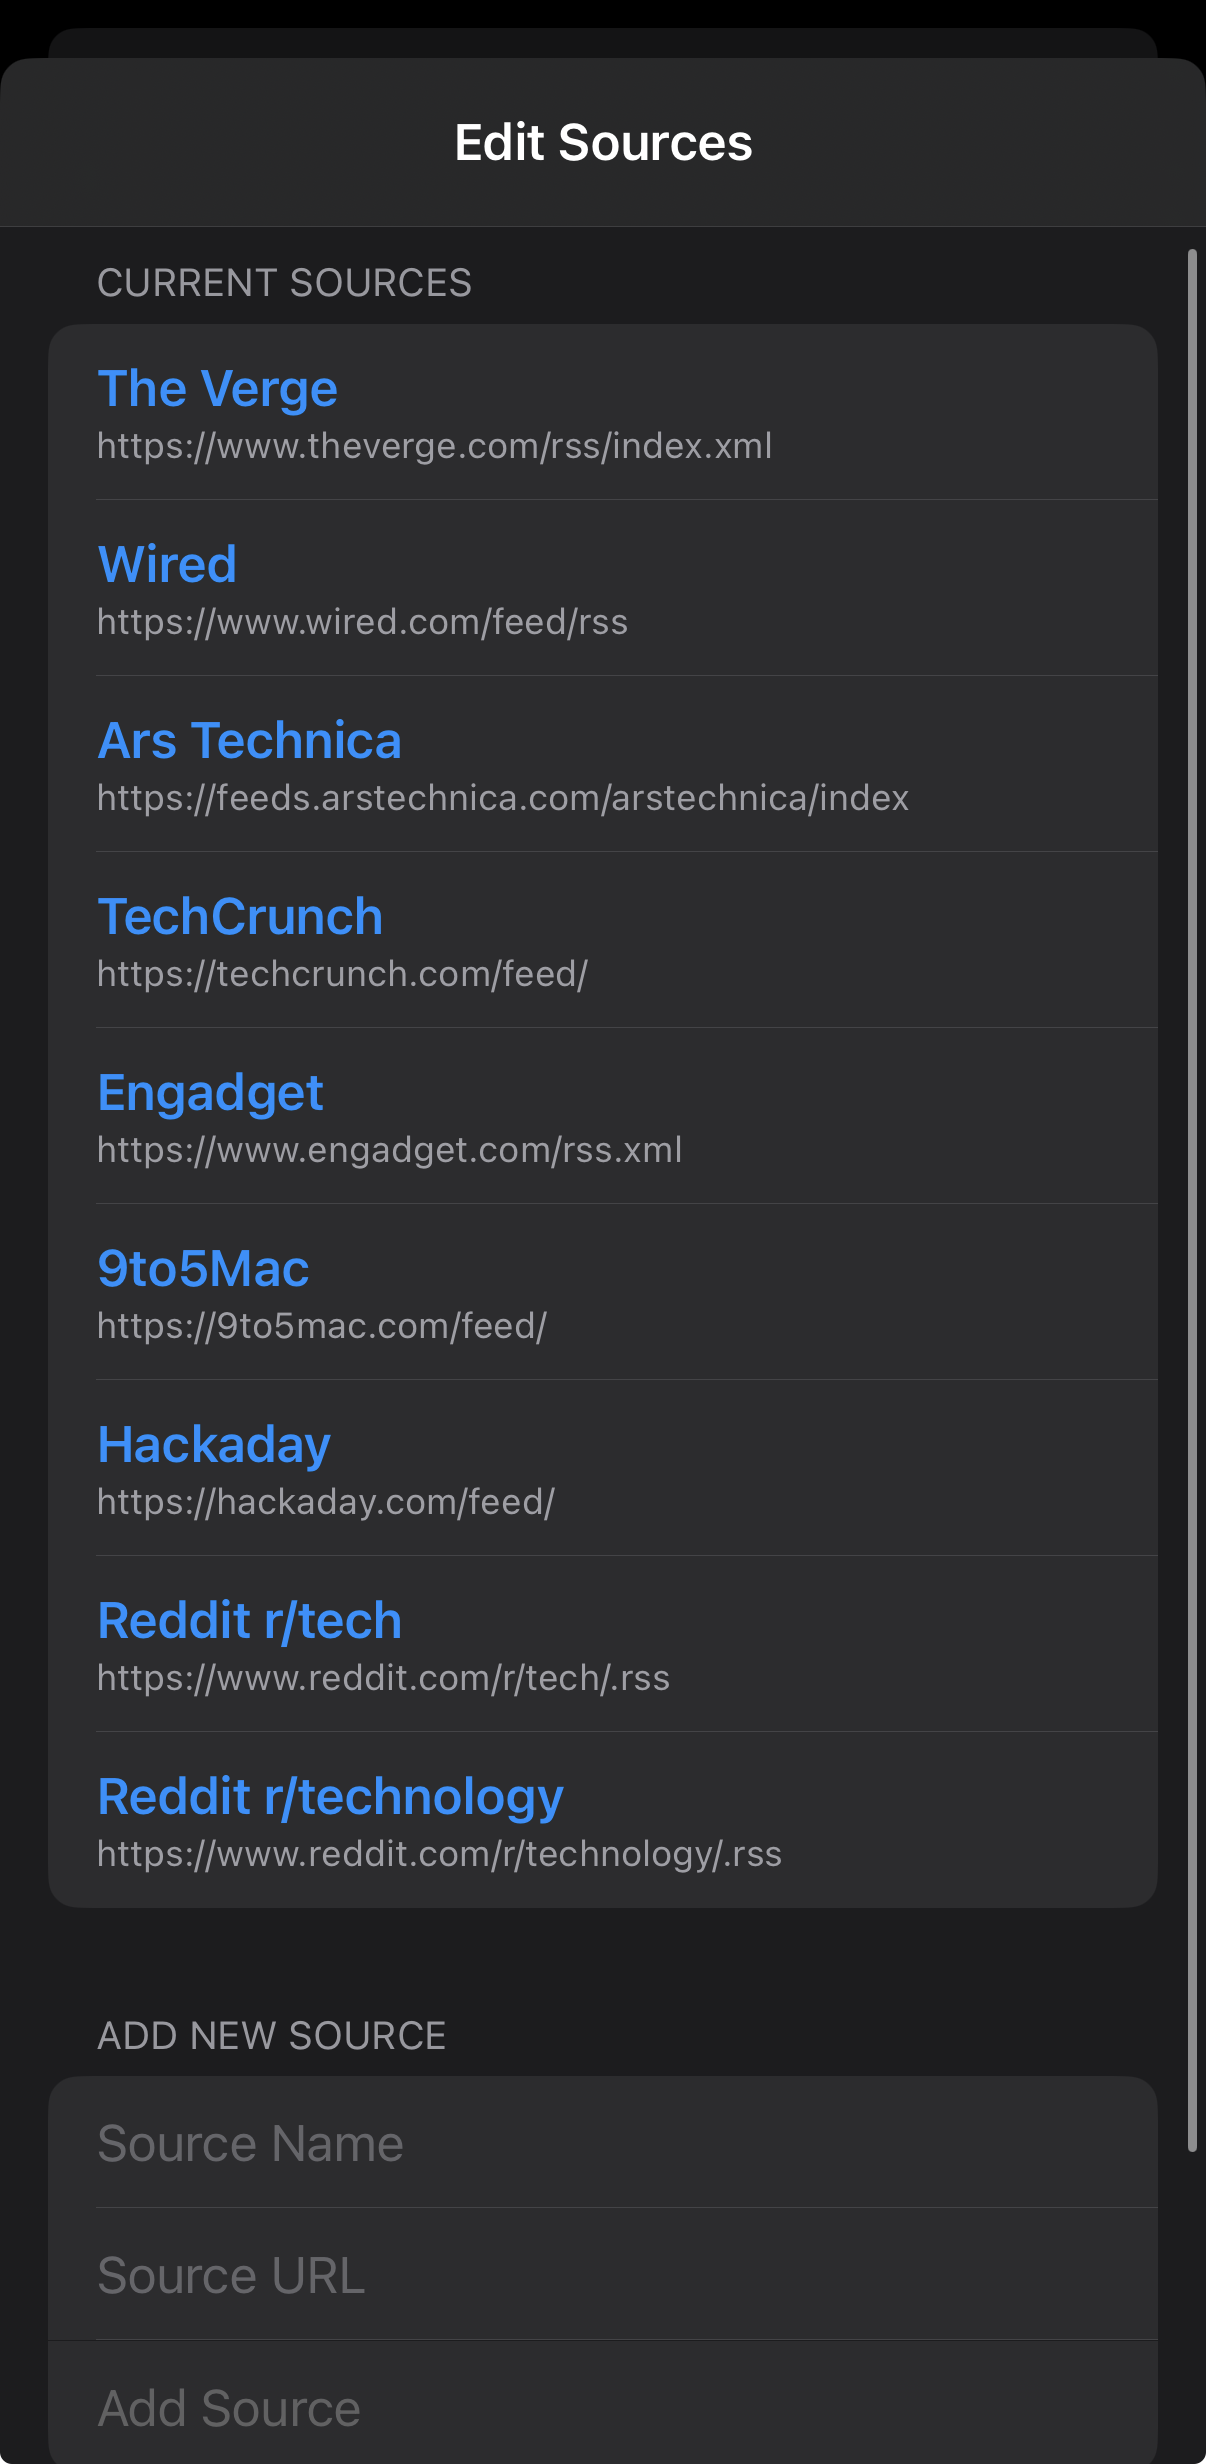 Edit Sources
CURRENT SOURCES
The Verge
https://www.theverge.com/rss/index.xml
Wired
https://www.wired.com/feed/rss
Ars Technica
https://feeds.arstechnica.com/arstechnica/index
TechCrunch
https://techcrunch.com/feed/
Engadget
https://www.engadget.com/rss.xml
9to5Mac
https://9to5mac.com/feed/
Hackaday
https://hackaday.com/feed/
Reddit r/tech
https://www.reddit.com/r/tech/.rss
Reddit r/technology
https://www.reddit.com/r/technology/.rss
ADD NEW SOURCE
Source Name
Source URL
Add Source